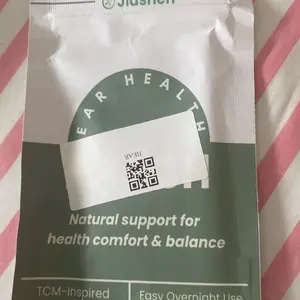 Jiashen
EAR HEALTH
Natural support for
health comfort & balance
TCM-Inspired
Easy Overnight Use